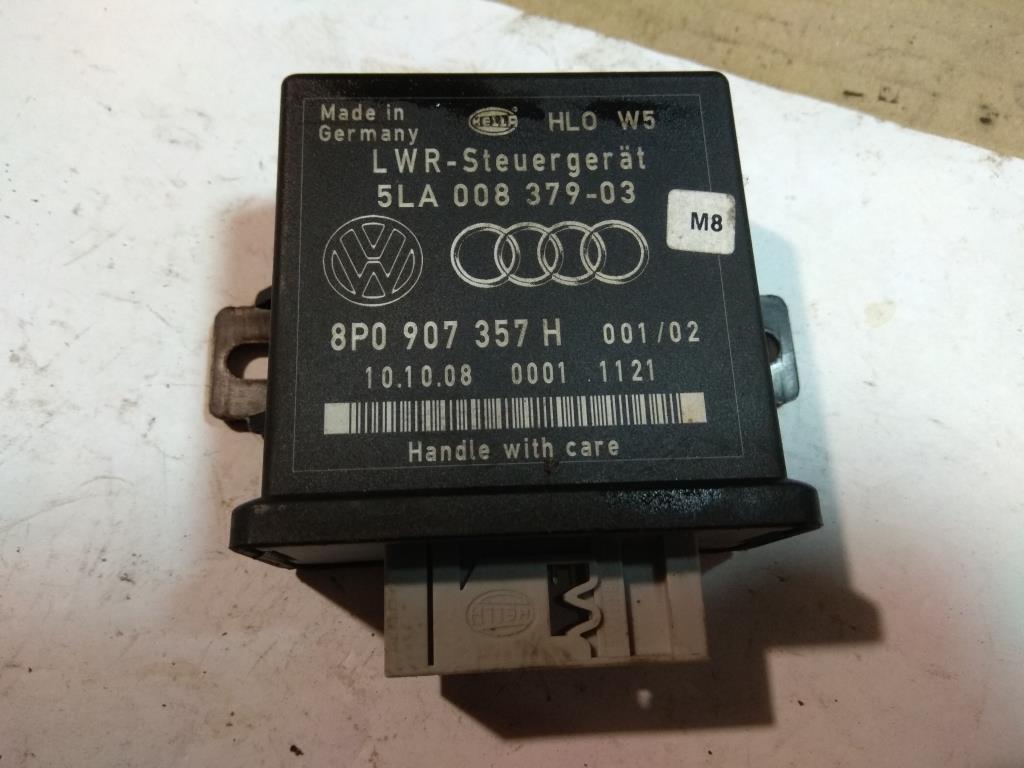 Made in
Germany
HELLA® HLO W5
LWR-Steuergerät
5LA 008 379-03
M8
VW
8P0 907 357 H 001/02
10.10.08 0001 1121
Handle with care
HELLA